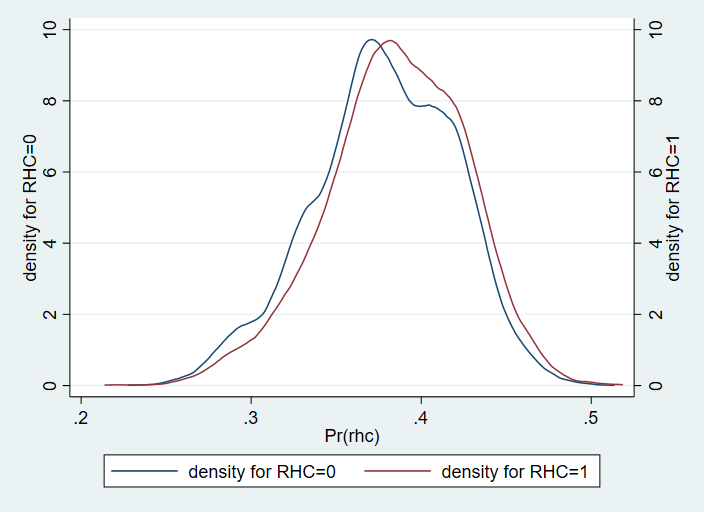 density for RHC=0
10
8
6
4
2
0
10
8
6
4
2
0
density for RHC=1
.2 .3 .4 .5
Pr(rhc)
density for RHC=0 density for RHC=1